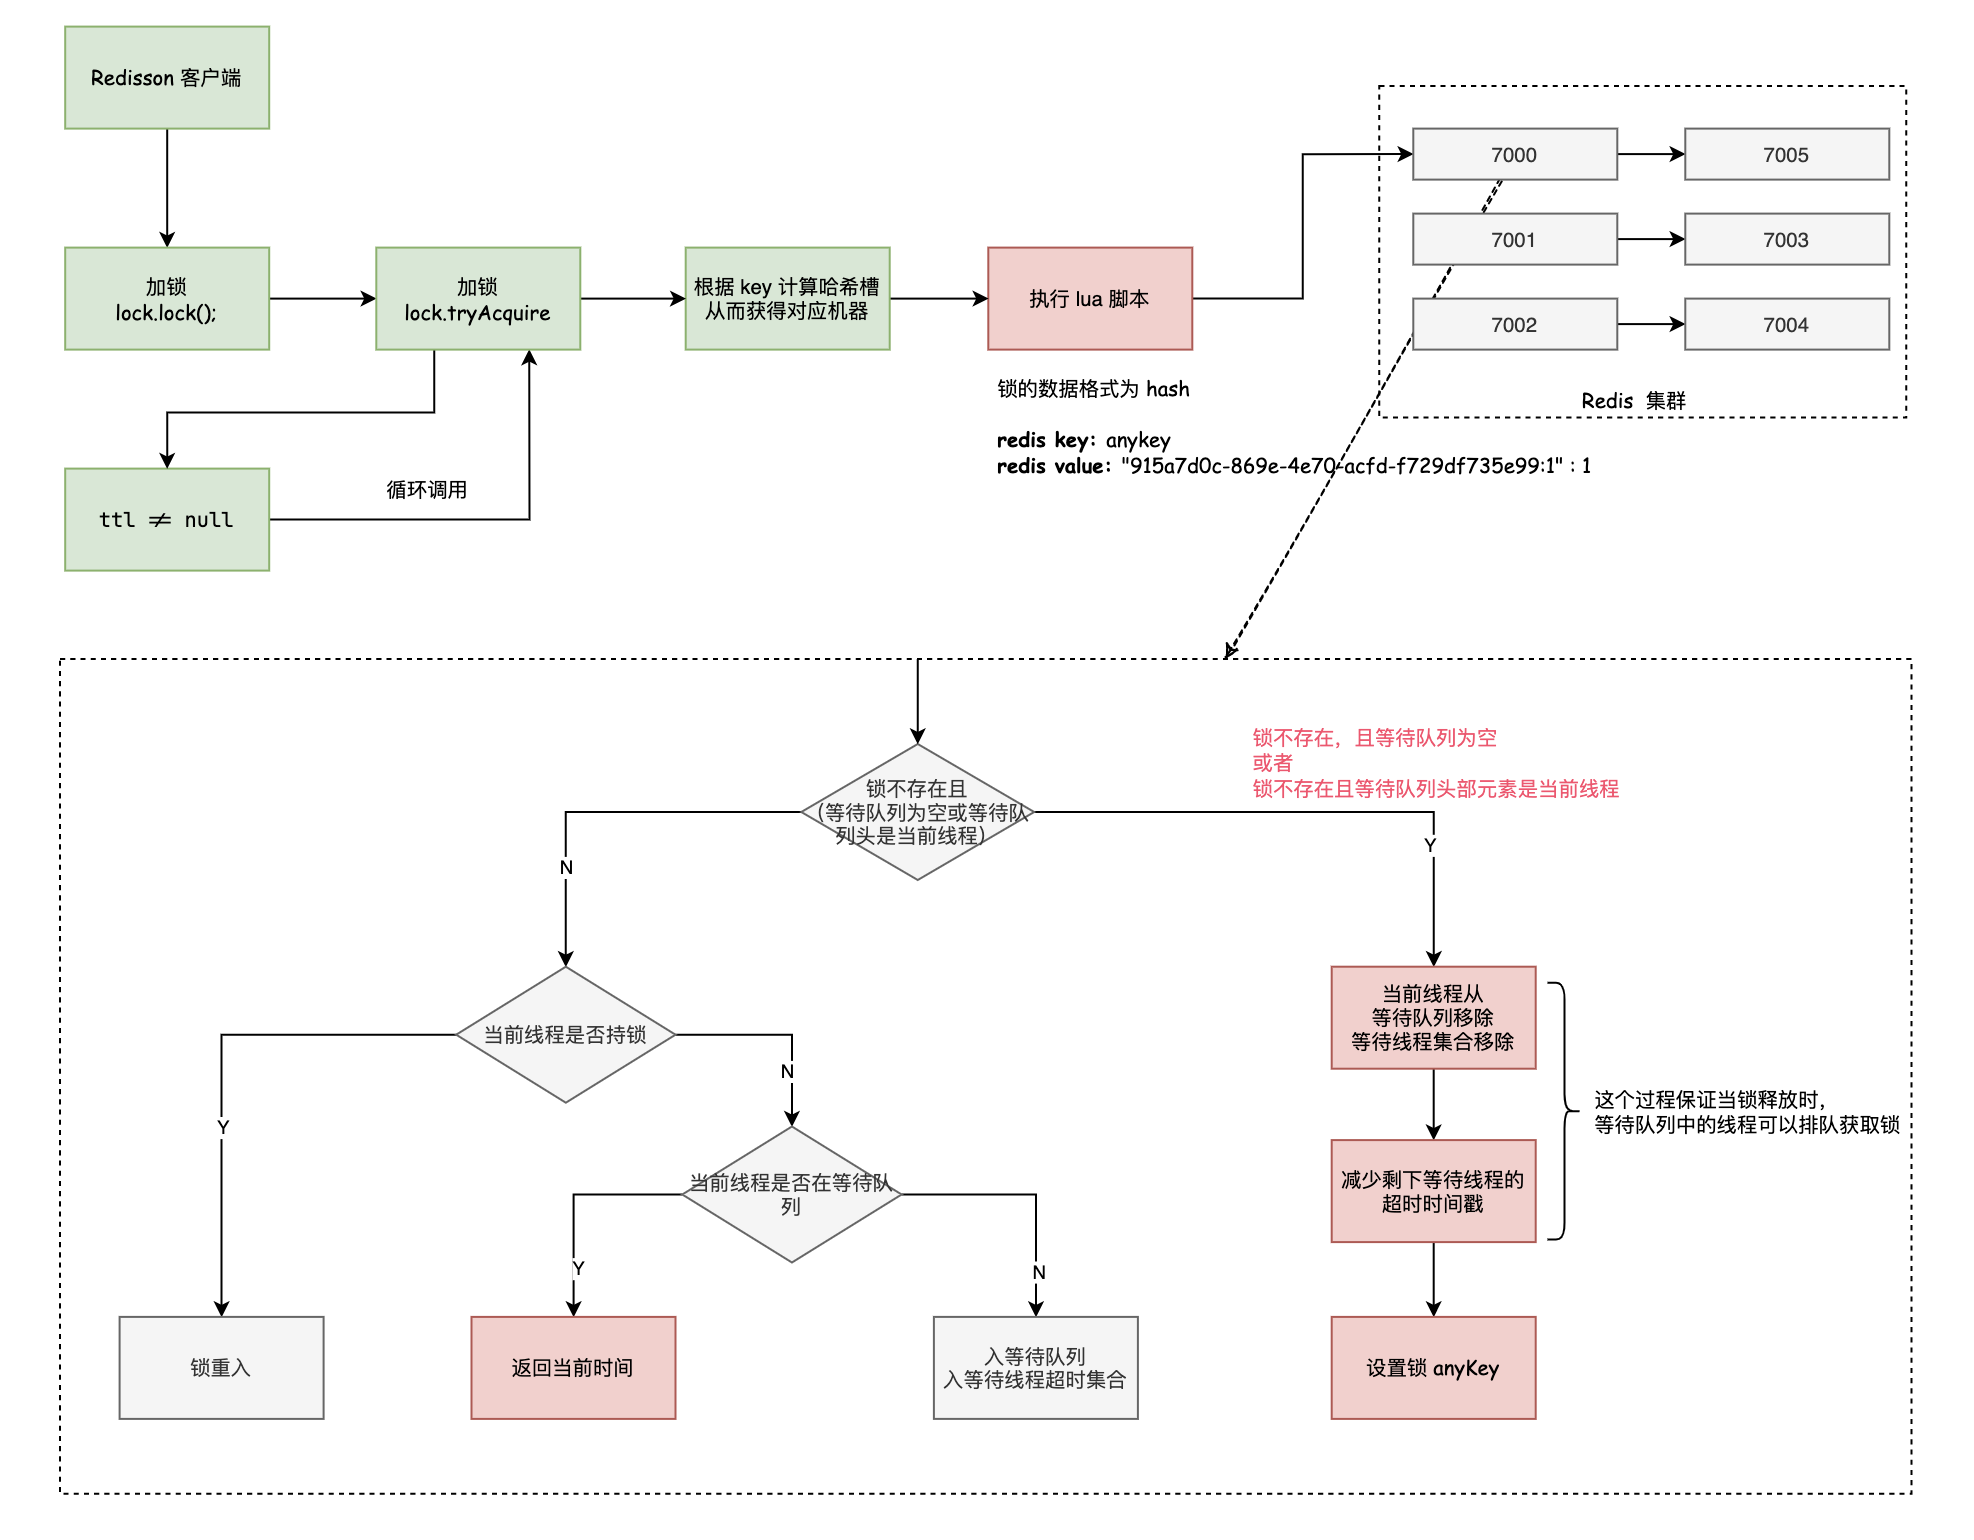 Redisson 客户端
加锁
lock.lock();
加锁
lock.tryAcquire
根据 key 计算哈希槽
从而获得对应机器
执行 lua 脚本
7000
7005
7001
7003
7002
7004
Redis 集群
锁的数据格式为 hash
redis key: anykey
redis value: "915a7d0c-869e-4e70-acfd-f729df735e99:1" : 1
循环调用
ttl ≠ null
锁不存在，且等待队列为空
或者
锁不存在且等待队列头部元素是当前线程
锁不存在且
（等待队列为空或等待队
列头是当前线程）
N
Y
当前线程是否持锁
Y
N
当前线程是否在等待队
列
Y
N
当前线程从
等待队列移除
等待线程集合移除
这个过程保证当锁释放时，
等待队列中的线程可以排队获取锁
减少剩下等待线程的
超时时间戳
锁重入
返回当前时间
入等待队列
入等待线程超时集合
设置锁 anyKey